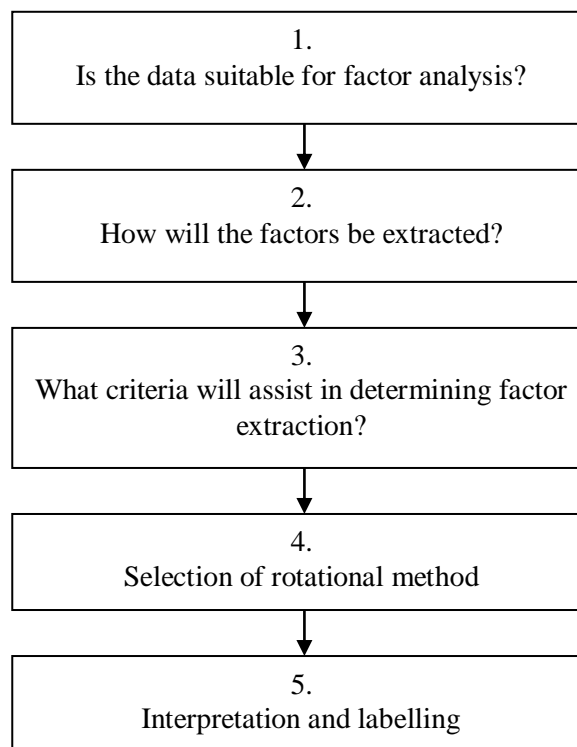 1.
Is the data suitable for factor analysis?
2.
How will the factors be extracted?
3.
What criteria will assist in determining factor
extraction?
4.
Selection of rotational method
5.
Interpretation and labelling